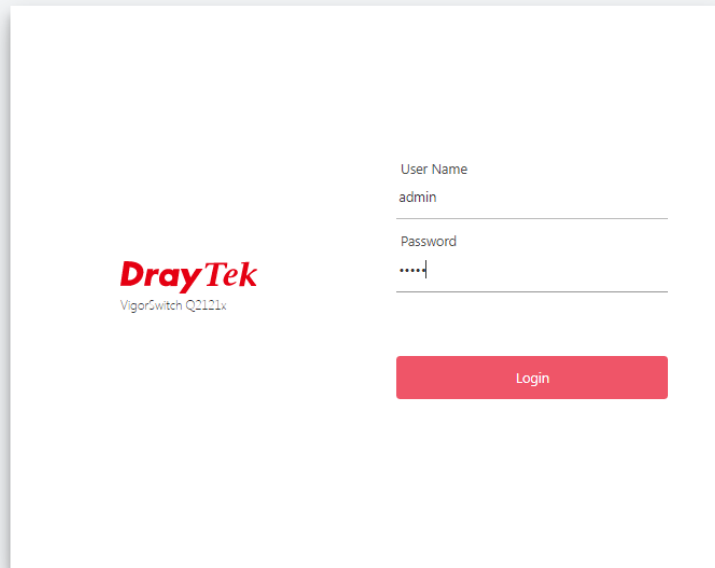 User Name
admin
Password
•••••
DrayTek
VigorSwitch Q2121x
Login